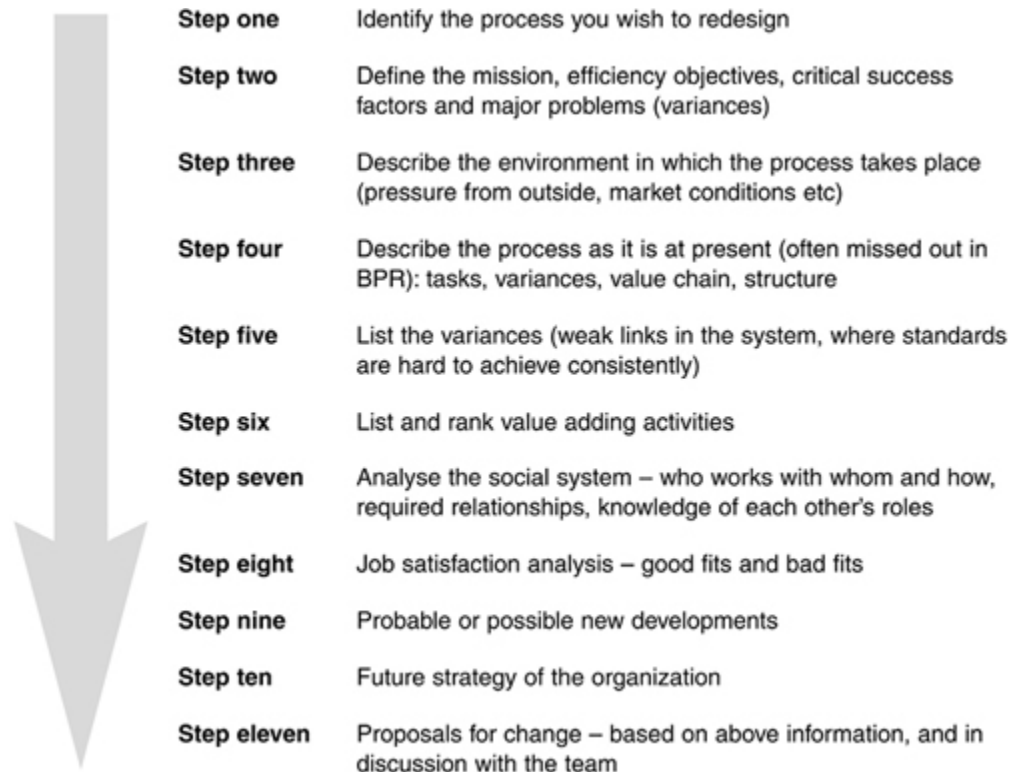 Step one Identify the process you wish to redesign
Step two Define the mission, efficiency objectives, critical success
factors and major problems (variances)
Step three Describe the environment in which the process takes place
(pressure from outside, market conditions etc)
Step four Describe the process as it is at present (often missed out in
BPR): tasks, variances, value chain, structure
Step five List the variances (weak links in the system, where standards
are hard to achieve consistently)
Step six List and rank value adding activities
Step seven Analyse the social system – who works with whom and how,
required relationships, knowledge of each other's roles
Step eight Job satisfaction analysis – good fits and bad fits
Step nine Probable or possible new developments
Step ten Future strategy of the organization
Step eleven Proposals for change – based on above information, and in
discussion with the team